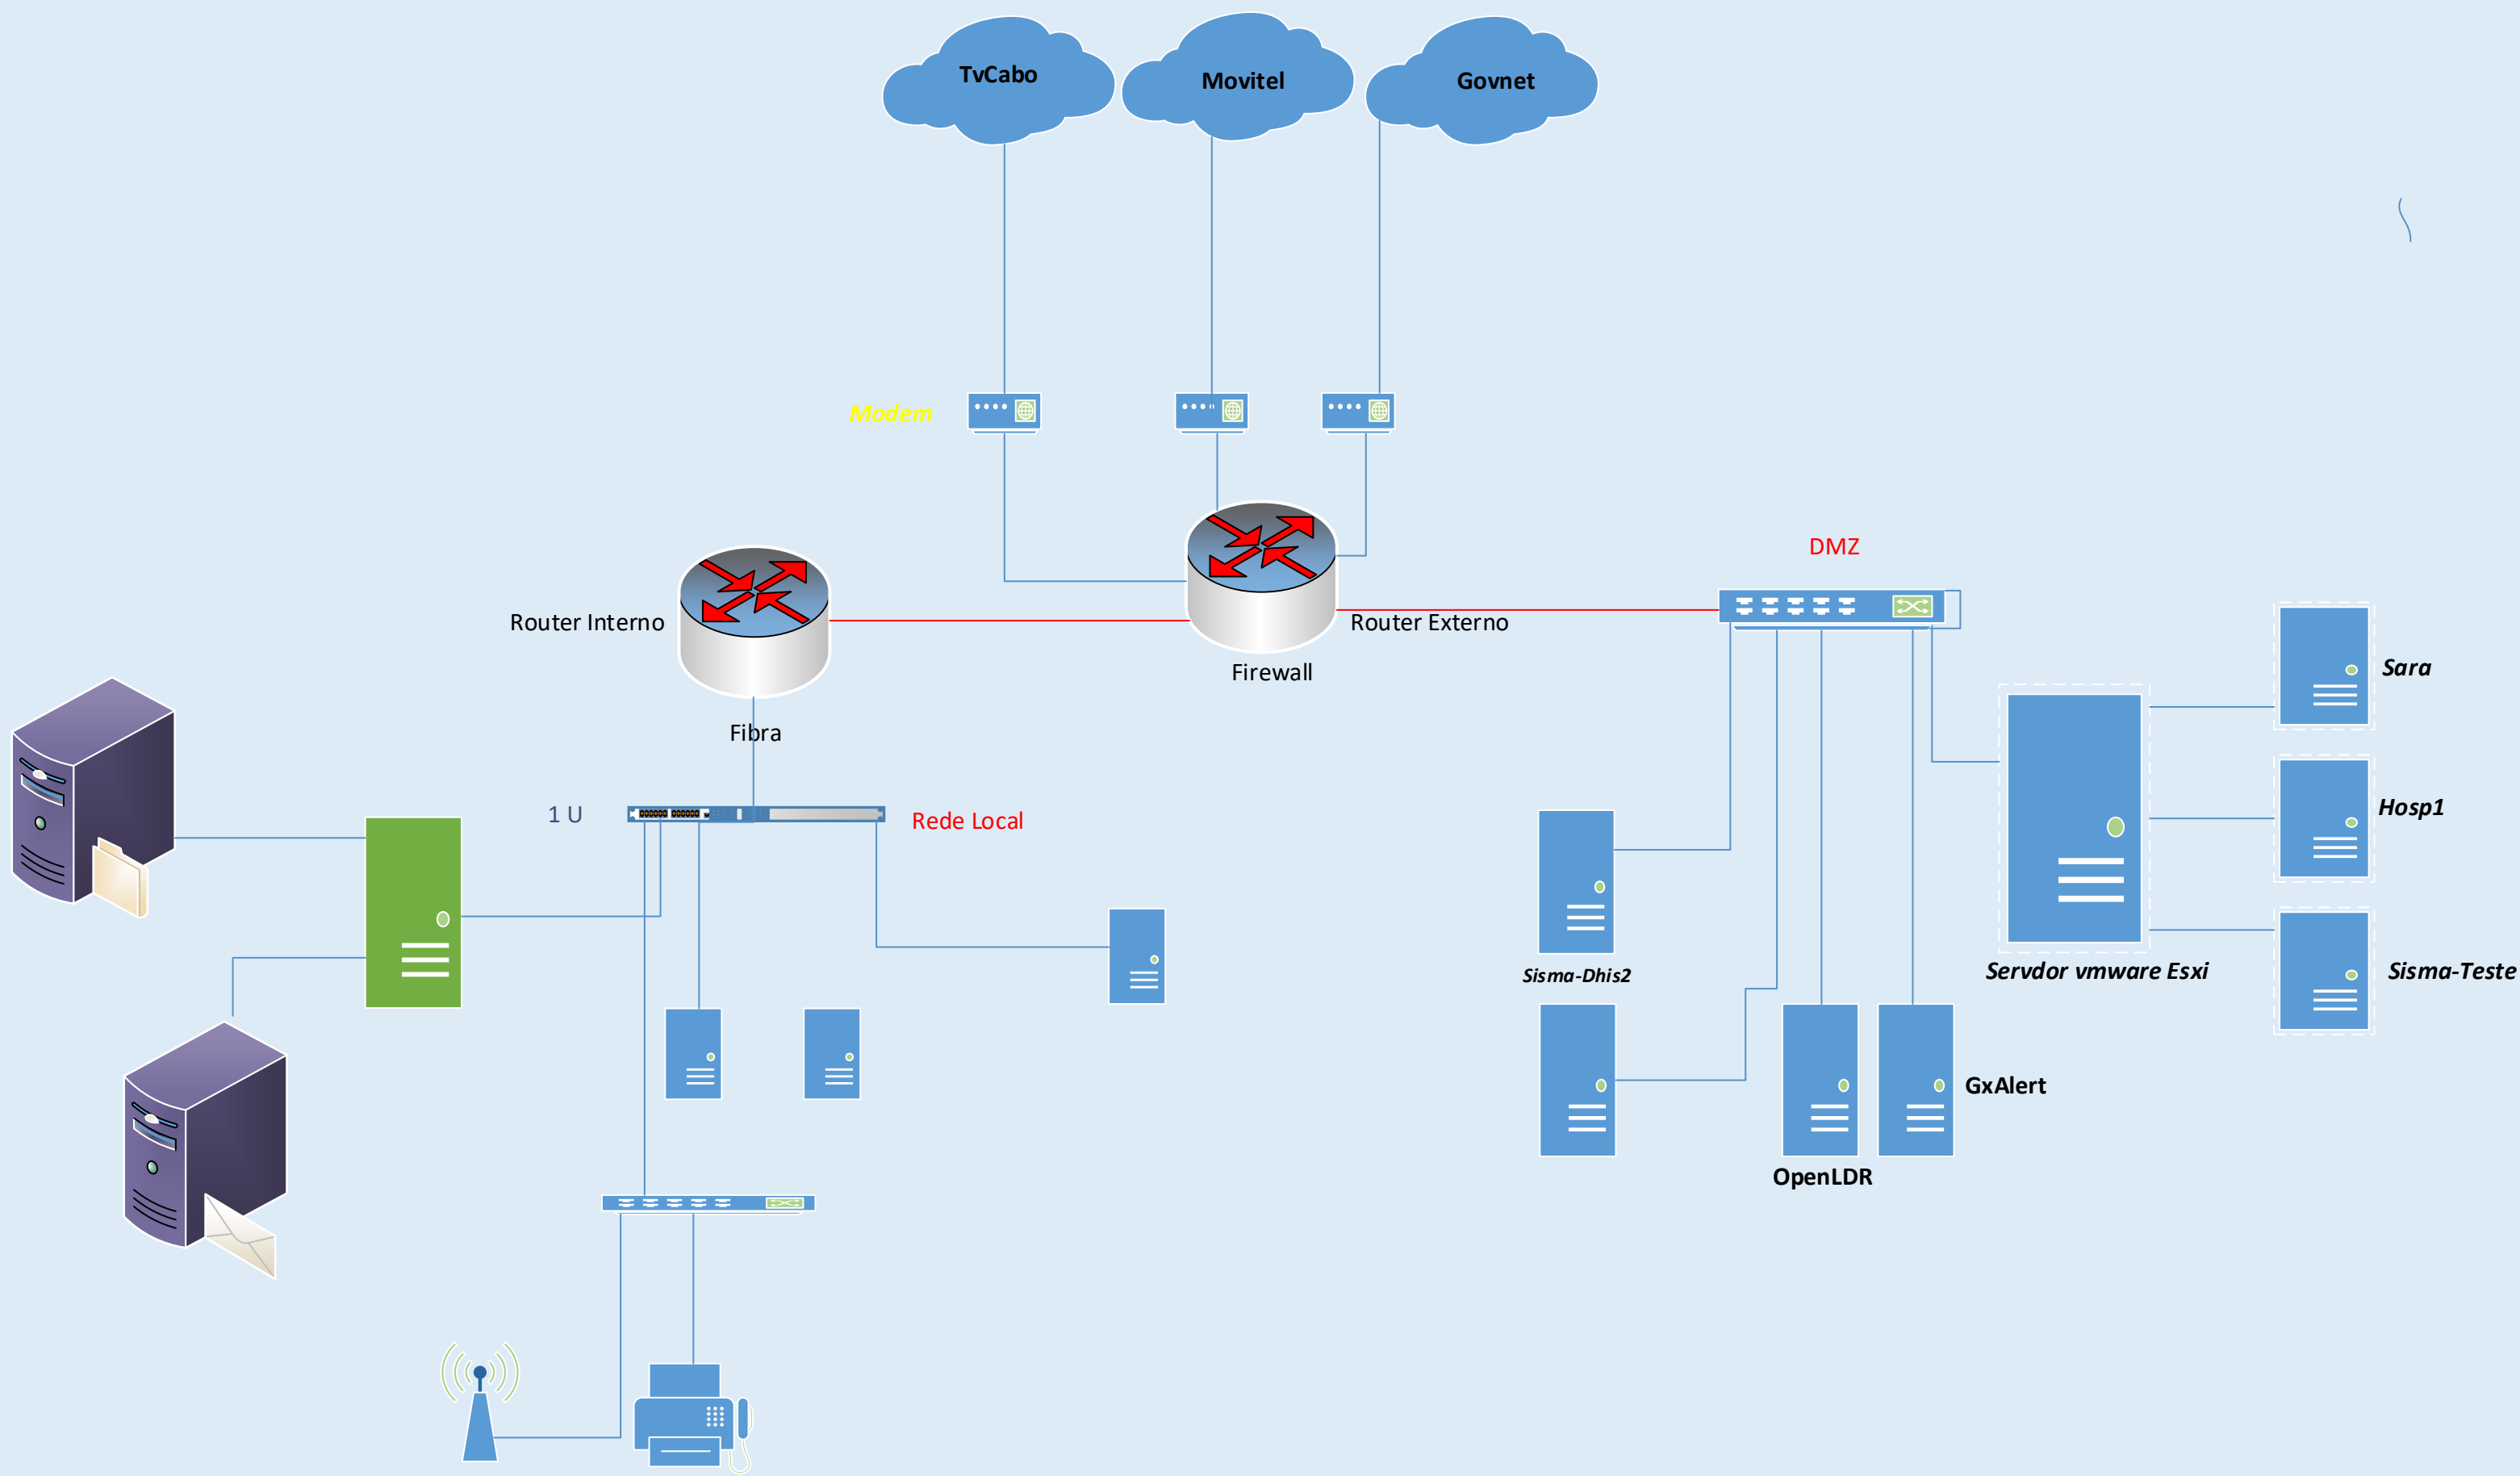 TvCabo
Movitel
Govnet
Modem
DMZ
Router Interno
Router Externo
Firewall
Sara
Fibra
1 U
Rede Local
Hosp1
Sisma-Dhis2
Servdor vmware Esxi
Sisma-Teste
GxAlert
OpenLDR